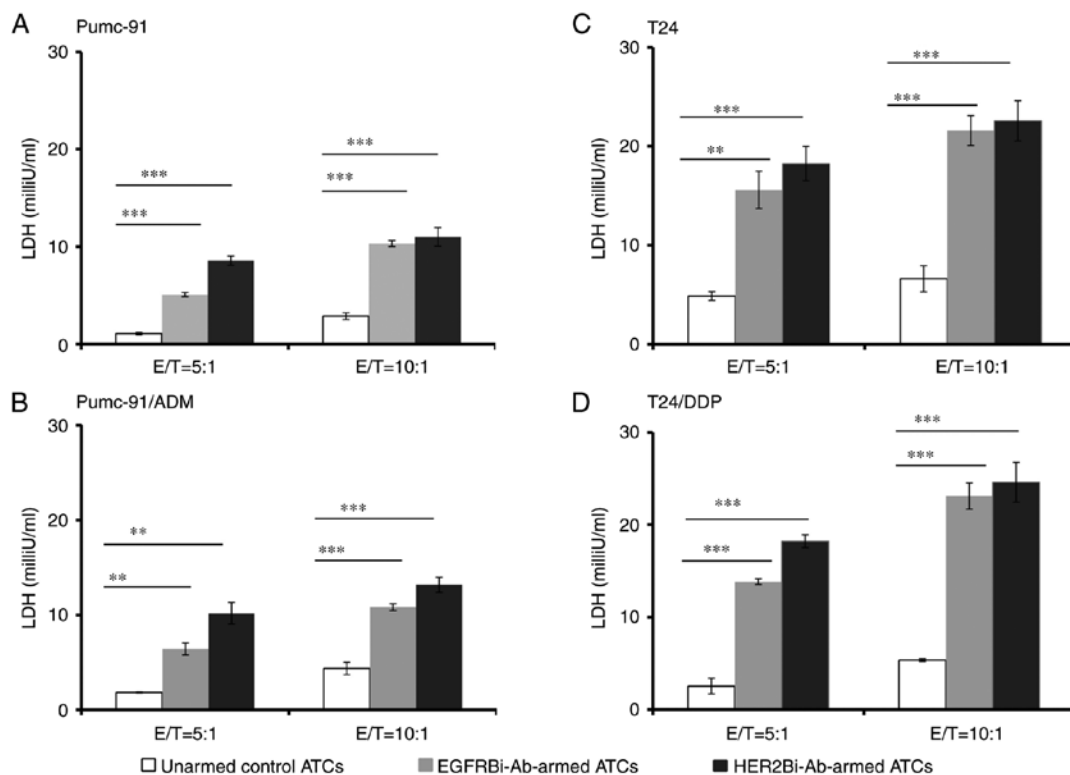 A Pumc-91
30
***
***
20
***
***
10
0
LDH (milliU/ml)
E/T=5:1 E/T=10:1
B Pumc-91/ADM
30
***
20
**
***
**
10
0
LDH (milliU/ml)
E/T=5:1 E/T=10:1
C T24
30
***
***
***
20
**
10
0
LDH (milliU/ml)
E/T=5:1 E/T=10:1
D T24/DDP
30
***
***
***
20
***
10
0
LDH (milliU/ml)
E/T=5:1 E/T=10:1
Unarmed control ATCs EGFRBi-Ab-armed ATCs HER2Bi-Ab-armed ATCs